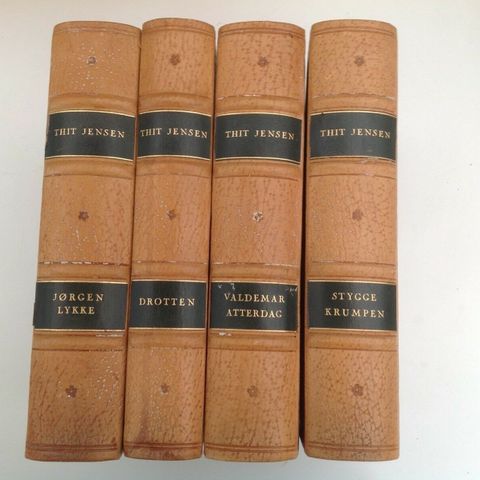 THIT JENSEN
JØRGEN
LYKKE
THIT JENSEN
DROTTEN
THIT JENSEN
VALDEMAR
ATTERDAG
THIT JENSEN
STYGGE
KRUMPEN